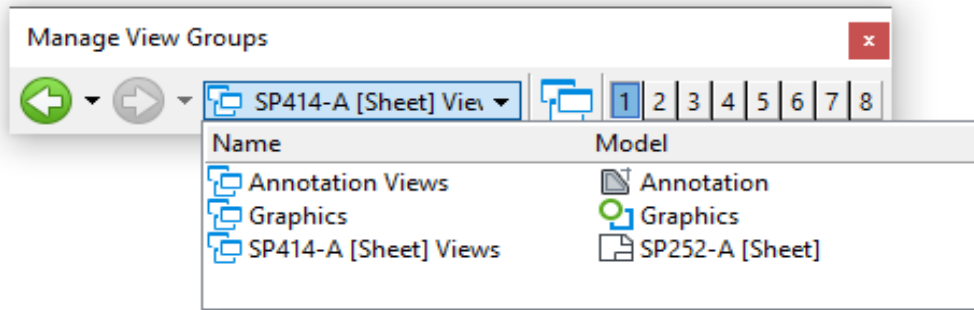 Manage View Groups x
SP414-A [Sheet] Viev 1 2 3 4 5 6 7 8
Name Model
Annotation Views Annotation
Graphics Graphics
SP414-A [Sheet] Views SP252-A [Sheet]